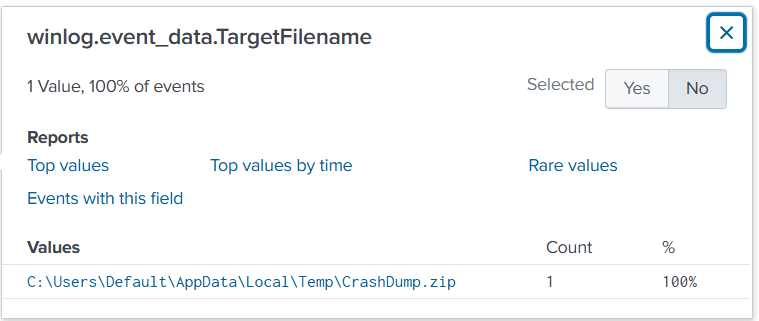 winlog.event_data.TargetFilename
1 Value, 100% of events
Selected Yes No
Reports
Top values Top values by time Rare values
Events with this field
Values Count %
C:\Users\Default\AppData\Local\Temp\CrashDump.zip 1 100%